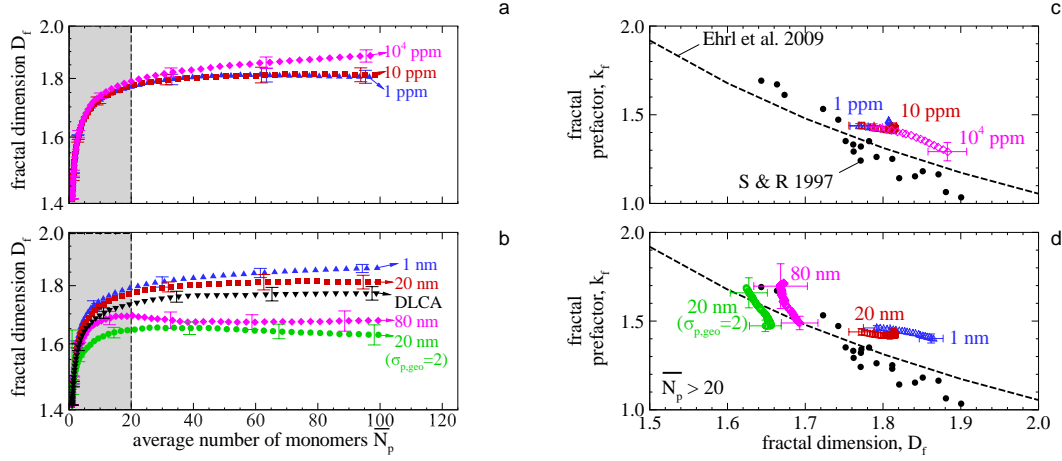 a
fractal dimension D_f
2.0
1.8
1.6
1.4
10^4 ppm
10 ppm
1 ppm
b
fractal dimension D_f
2.0
1.8
1.6
1.4
1 nm
20 nm
DLCA
80 nm
20 nm
(σ_p,geo=2)
0 20 40 60 80 100 120
average number of monomers N̅_p
c
fractal
prefactor, k_f
2.0
1.5
1.0
Ehrl et al. 2009
1 ppm
10 ppm
10^4 ppm
S & R 1997
d
fractal
prefactor, k_f
2.0
1.5
1.0
80 nm
20 nm
(σ_p,geo=2)
20 nm
1 nm
N̅_p > 20
1.5 1.6 1.7 1.8 1.9 2.0
fractal dimension, D_f